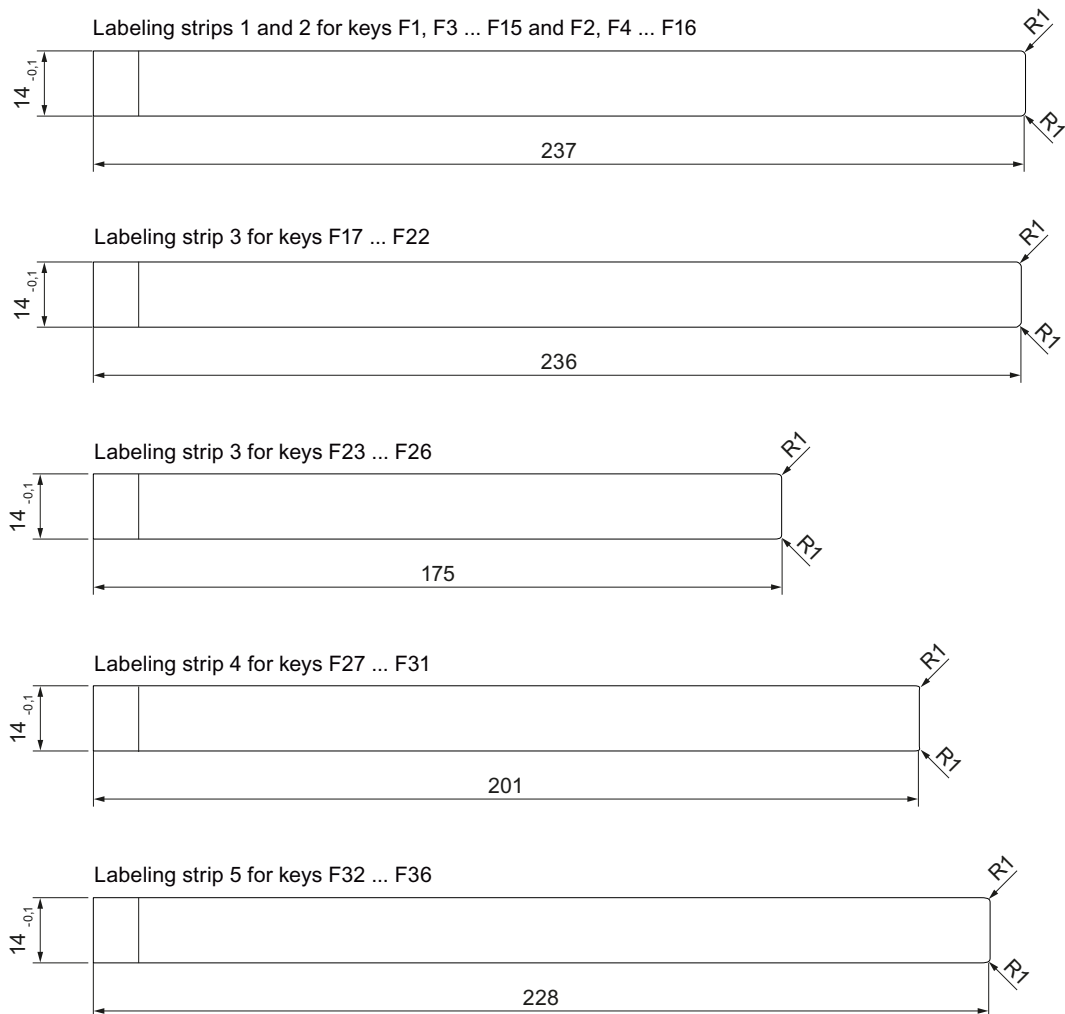 Labeling strips 1 and 2 for keys F1, F3 ... F15 and F2, F4 ... F16
R1
14 -0,1
R1
237
Labeling strip 3 for keys F17 ... F22
R1
14 -0,1
R1
236
Labeling strip 3 for keys F23 ... F26
R1
14 -0,1
R1
175
Labeling strip 4 for keys F27 ... F31
R1
14 -0,1
R1
201
Labeling strip 5 for keys F32 ... F36
R1
14 -0,1
R1
228